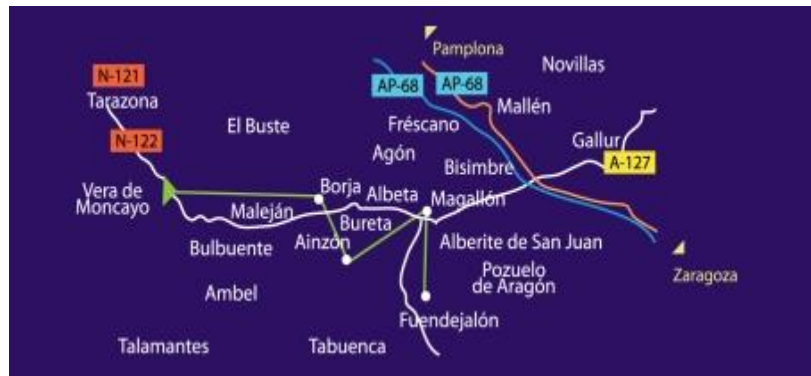 Pamplona
Novillas
N-121
AP-68
AP-68
Tarazona
Mallén
El Buste
Fréscano
N-122
Gallur
Agón
A-127
Bisimbre
Vera de
Moncayo
Borja
Albeta
Magallón
Maleján
Bureta
Bulbuente
Ainzón
Alberite de San Juan
Pozuelo
de Aragón
Zaragoza
Ambel
Fuendejalón
Talamantes
Tabuenca